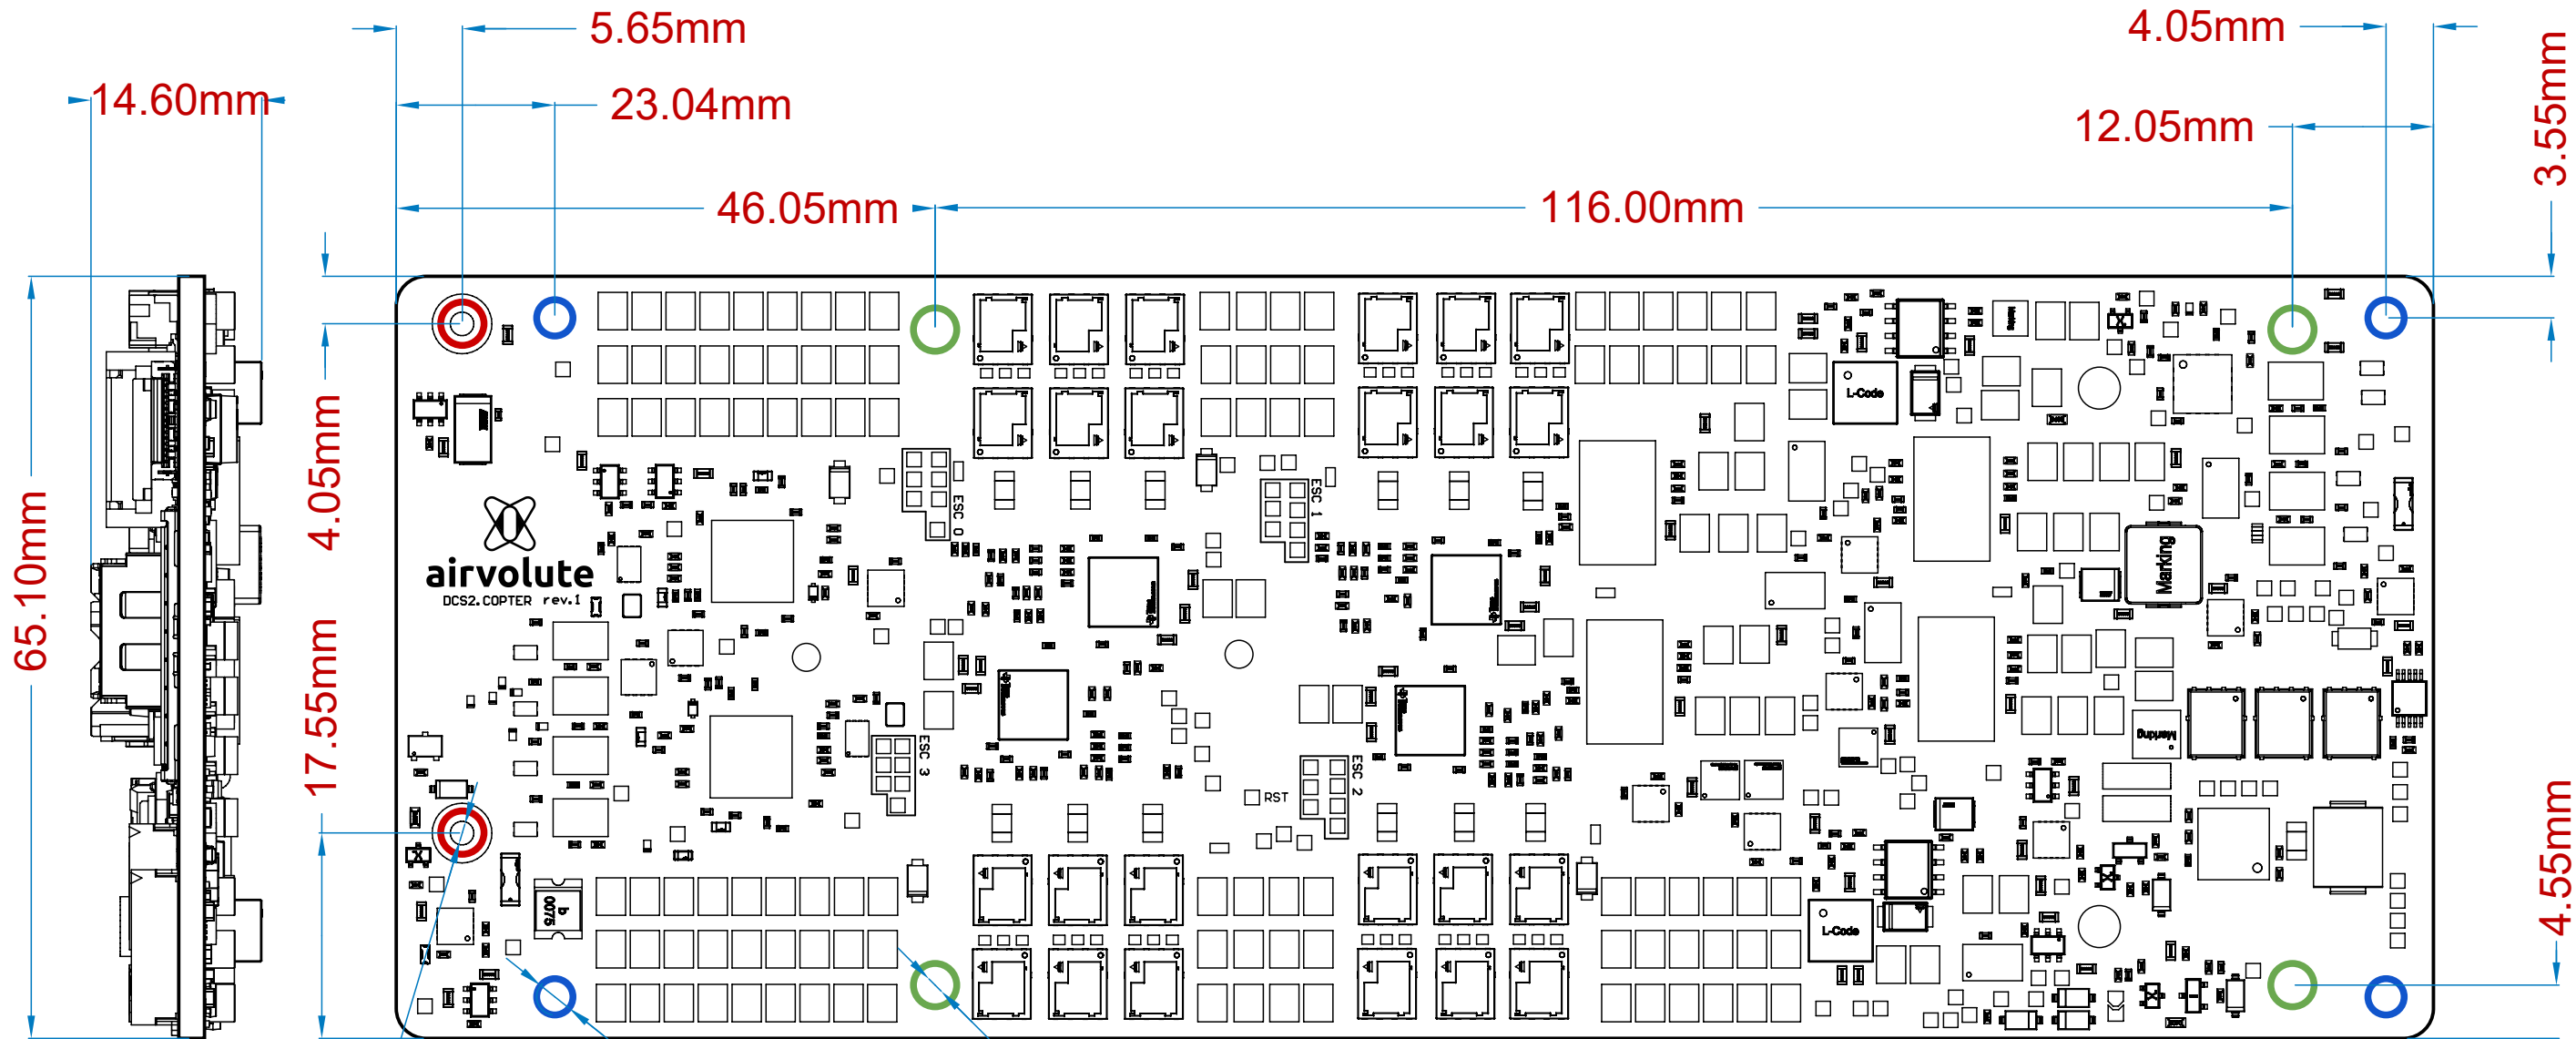 5.65mm
4.05mm
14.60mm
23.04mm
12.05mm
3.55mm
46.05mm
116.00mm
65.10mm
4.05mm
17.55mm
4.55mm
airvolute
DCS2.COPTER rev.1
ESC 0
ESC 1
ESC 3
ESC 2
RST
L-Code
Marking
Marking
Marking
L-Code
b
0075